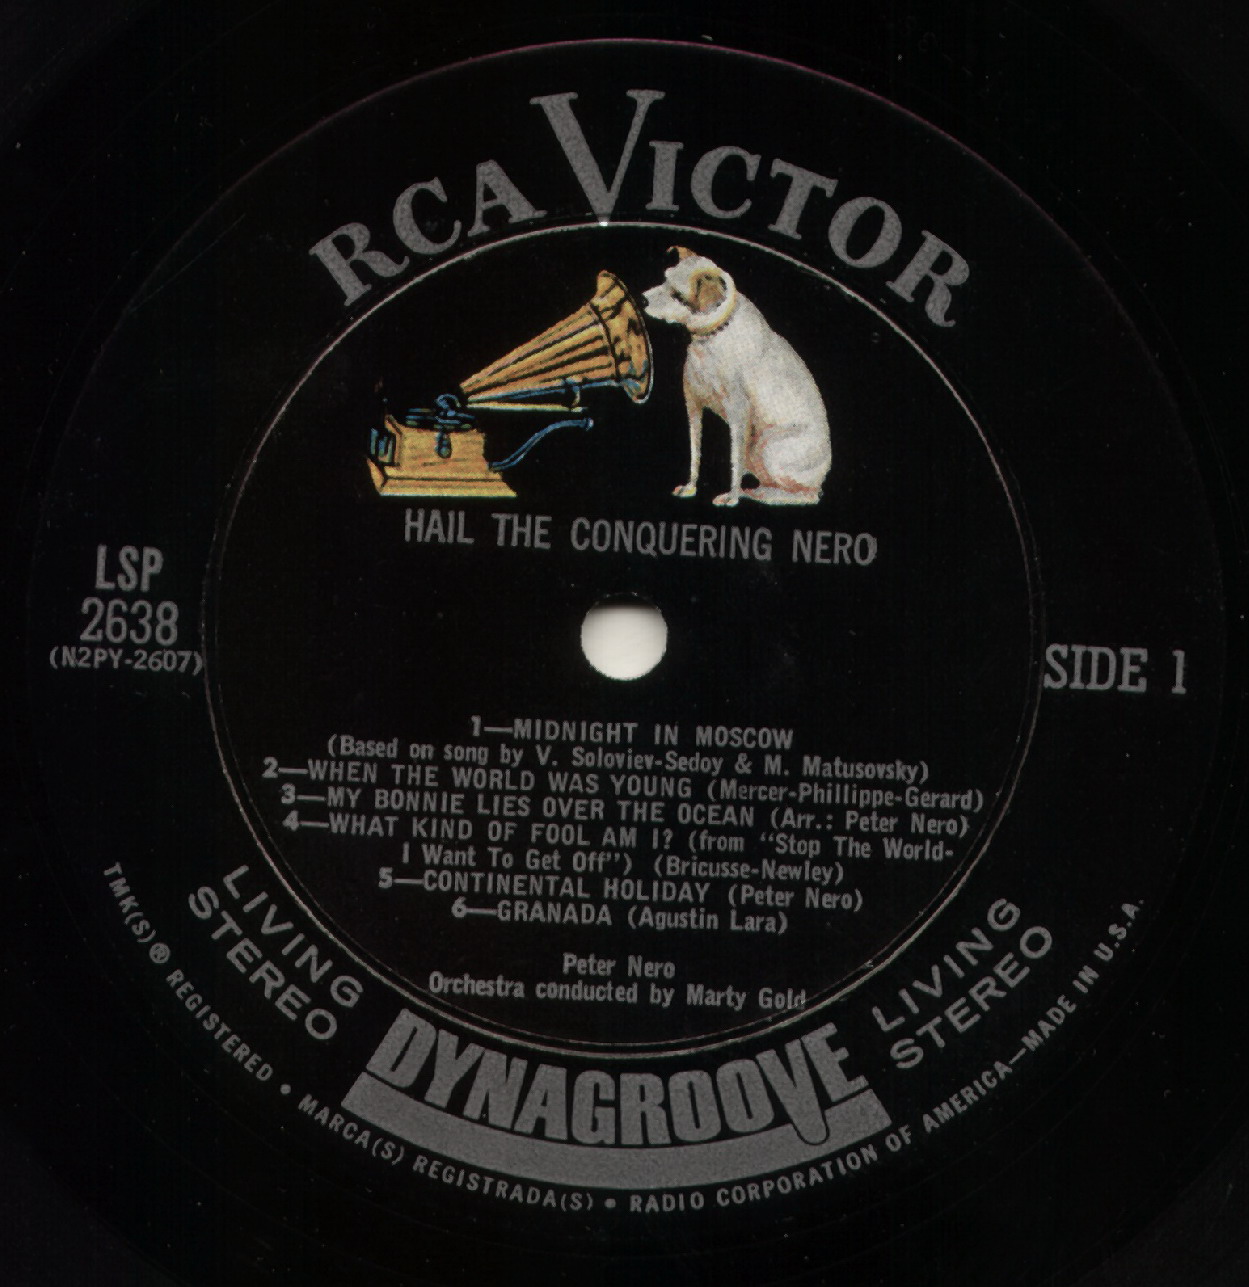 RCA VICTOR
HAIL THE CONQUERING NERO
LSP
2638
(N2PY-2607)
SIDE 1
1—MIDNIGHT IN MOSCOW
(Based on song by V. Soloviev-Sedoy & M. Matusovsky)
2—WHEN THE WORLD WAS YOUNG (Mercer-Phillippe-Gerard)
3—MY BONNIE LIES OVER THE OCEAN (Arr.: Peter Nero)
4—WHAT KIND OF FOOL AM I? (from "Stop The World-
I Want To Get Off") (Bricusse-Newley)
5—CONTINENTAL HOLIDAY (Peter Nero)
6—GRANADA (Agustin Lara)
Peter Nero
Orchestra conducted by Marty Gold
LIVING
STEREO
DYNAGROOVE
LIVING
STEREO
TMK(S) ® REGISTERED • MARCA(S) REGISTRADA(S) • RADIO CORPORATION OF AMERICA—MADE IN U.S.A.